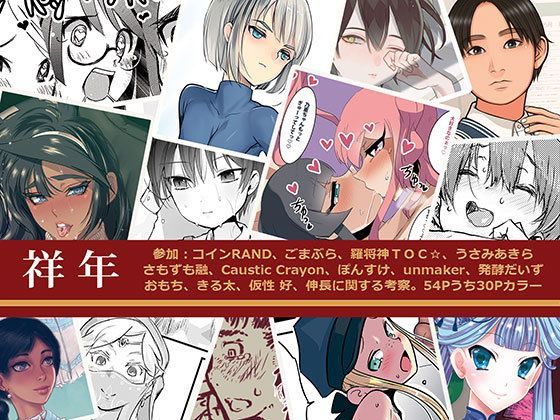 祥年
参加：コインRAND、ごまぶら、羅将神ＴＯＣ☆、うさみあきら
さもずも融、Caustic Crayon、ぽんすけ、unmaker、発酵だいず
おもち、きる太、仮性 好、伸長に関する考察。54Pうち30Pカラー